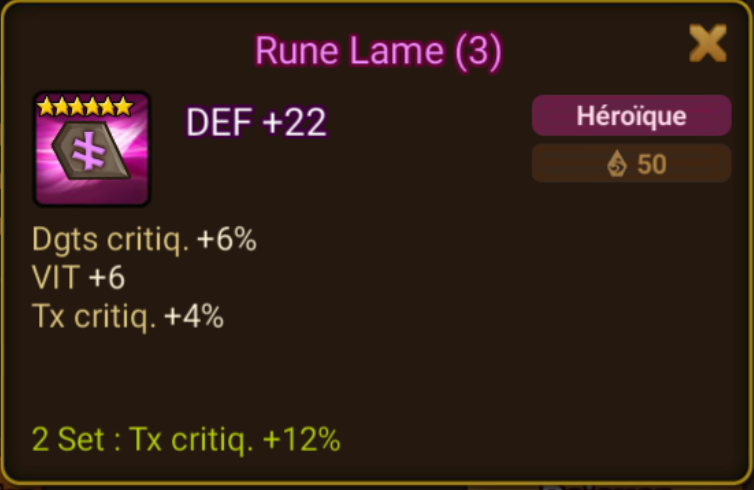 Rune Lame (3)
DEF +22
Héroïque
50
Dgts critiq. +6%
VIT +6
Tx critiq. +4%
2 Set : Tx critiq. +12%